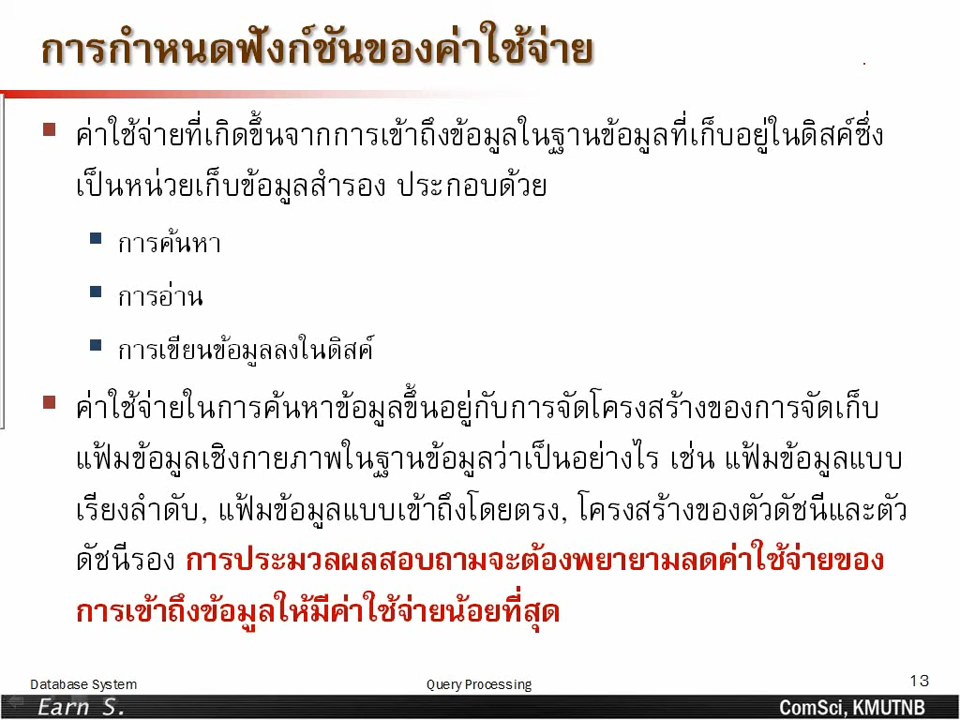 การกำหนดฟังก์ชันของค่าใช้จ่าย
ค่าใช้จ่ายที่เกิดขึ้นจากการเข้าถึงข้อมูลในฐานข้อมูลที่เก็บอยู่ในดิสค์ซึ่ง
เป็นหน่วยเก็บข้อมูลสำรอง ประกอบด้วย
การค้นหา
การอ่าน
การเขียนข้อมูลลงในดิสค์
ค่าใช้จ่ายในการค้นหาข้อมูลขึ้นอยู่กับการจัดโครงสร้างของการจัดเก็บ
แฟ้มข้อมูลเชิงกายภาพในฐานข้อมูลว่าเป็นอย่างไร เช่น แฟ้มข้อมูลแบบ
เรียงลำดับ, แฟ้มข้อมูลแบบเข้าถึงโดยตรง, โครงสร้างของตัวดัชนีและตัว
ดัชนีรอง การประมวลผลสอบถามจะต้องพยายามลดค่าใช้จ่ายของ
การเข้าถึงข้อมูลให้มีค่าใช้จ่ายน้อยที่สุด
Database System Query Processing 13
Earn S. ComSci, KMUTNB